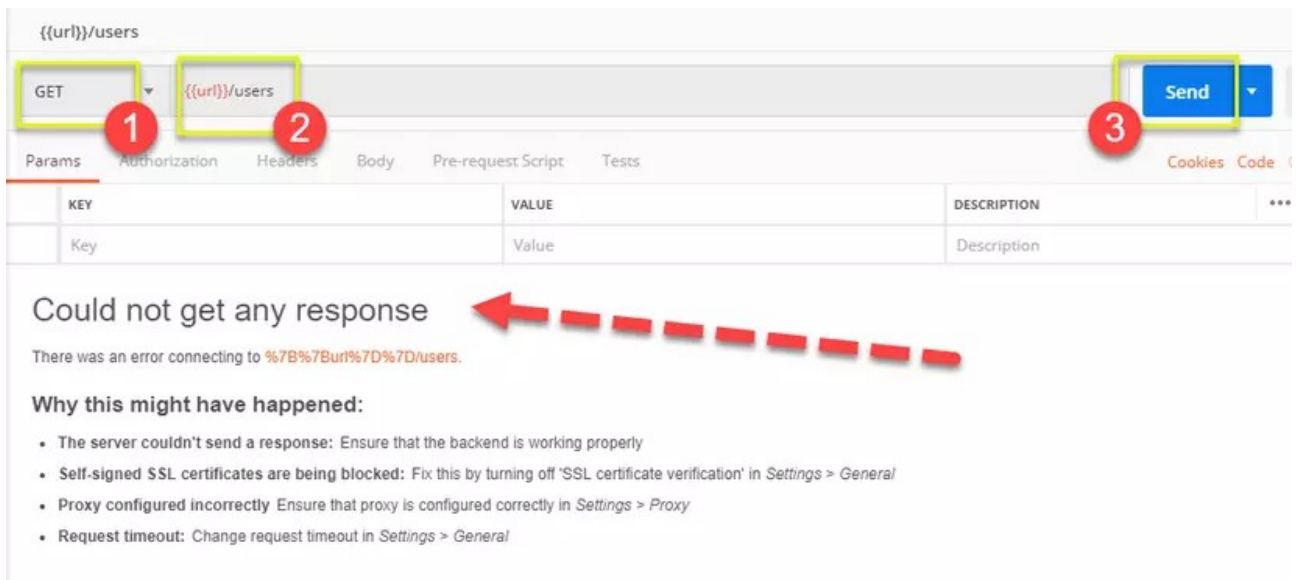 {{url}}/users
GET {{url}}/users Send
1 2 3
Params Authorization Headers Body Pre-request Script Tests Cookies Code
KEY VALUE DESCRIPTION •••
Key Value Description
Could not get any response
There was an error connecting to %7B%7Burl%7D%7D/users.
Why this might have happened:
• The server couldn't send a response: Ensure that the backend is working properly
• Self-signed SSL certificates are being blocked: Fix this by turning off 'SSL certificate verification' in Settings > General
• Proxy configured incorrectly Ensure that proxy is configured correctly in Settings > Proxy
• Request timeout: Change request timeout in Settings > General